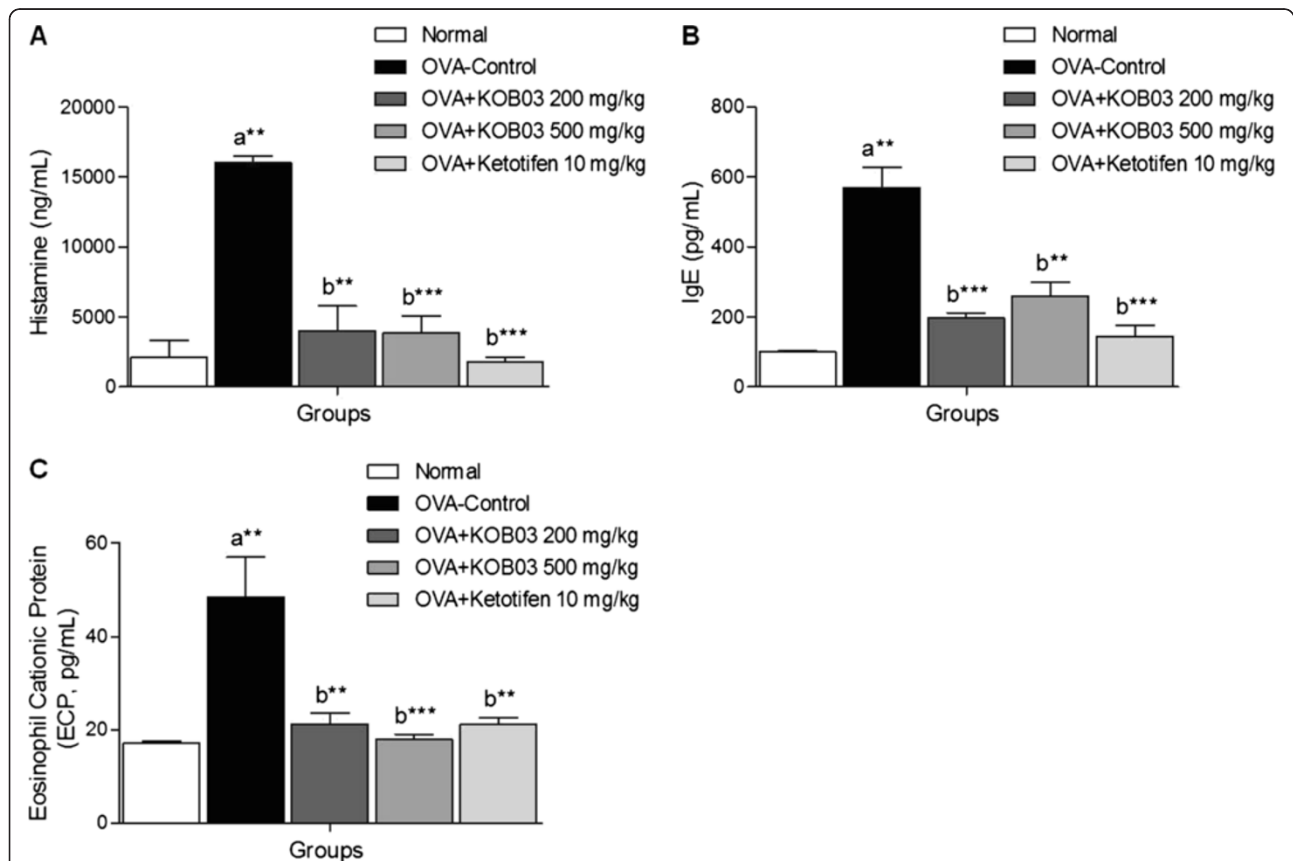 A
Normal
OVA-Control
OVA+KOB03 200 mg/kg
OVA+KOB03 500 mg/kg
OVA+Ketotifen 10 mg/kg
Histamine (ng/mL)
20000
15000
10000
5000
0
a**
b**
b***
b***
Groups
B
Normal
OVA-Control
OVA+KOB03 200 mg/kg
OVA+KOB03 500 mg/kg
OVA+Ketotifen 10 mg/kg
IgE (pg/mL)
800
600
400
200
0
a**
b***
b**
b***
Groups
C
Normal
OVA-Control
OVA+KOB03 200 mg/kg
OVA+KOB03 500 mg/kg
OVA+Ketotifen 10 mg/kg
Eosinophil Cationic Protein
(ECP, pg/mL)
60
40
20
0
a**
b**
b***
b**
Groups